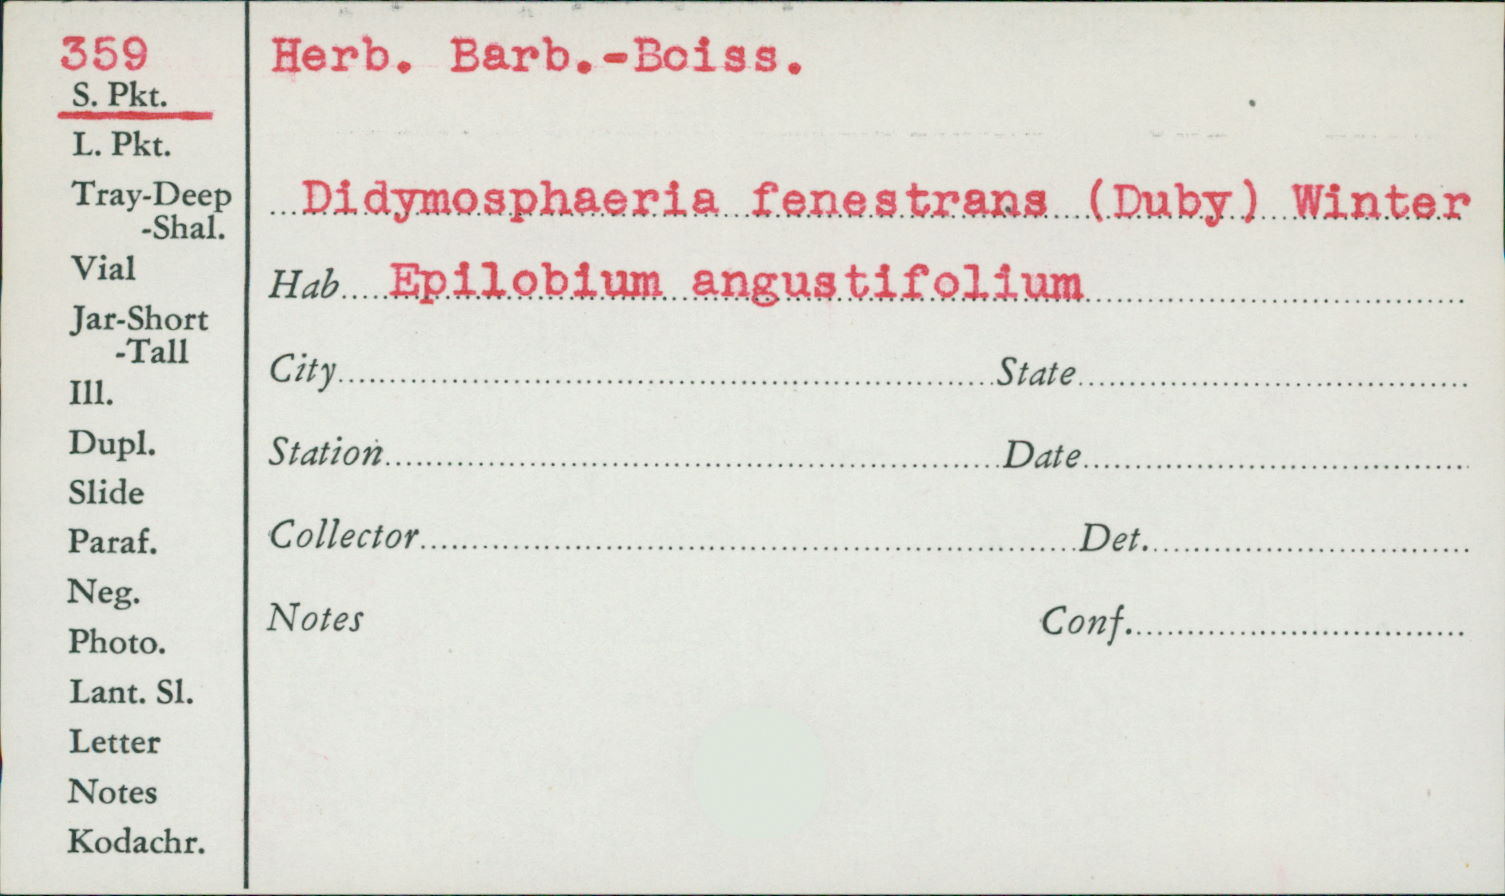 359
S. Pkt.
L. Pkt.
Tray-Deep
-Shal.
Vial
Jar-Short
-Tall
Ill.
Dupl.
Slide
Paraf.
Neg.
Photo.
Lant. Sl.
Letter
Notes
Kodachr.
Herb. Barb.-Boiss.
Didymosphaeria fenestrans (Duby) Winter
Hab. Epilobium angustifolium
City State
Station Date
Collector Det.
Notes Conf.